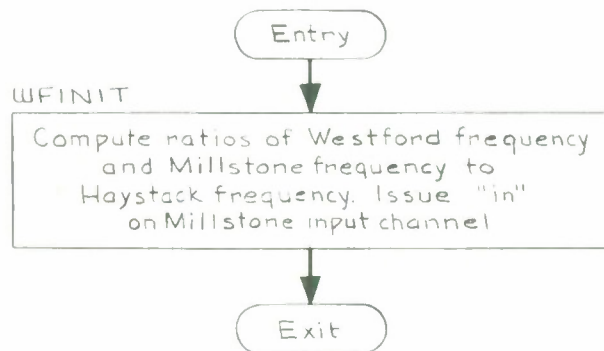 Entry
WFINIT
Compute ratios of Westford frequency
and Millstone frequency to
Haystack frequency. Issue "in"
on Millstone input channel
Exit